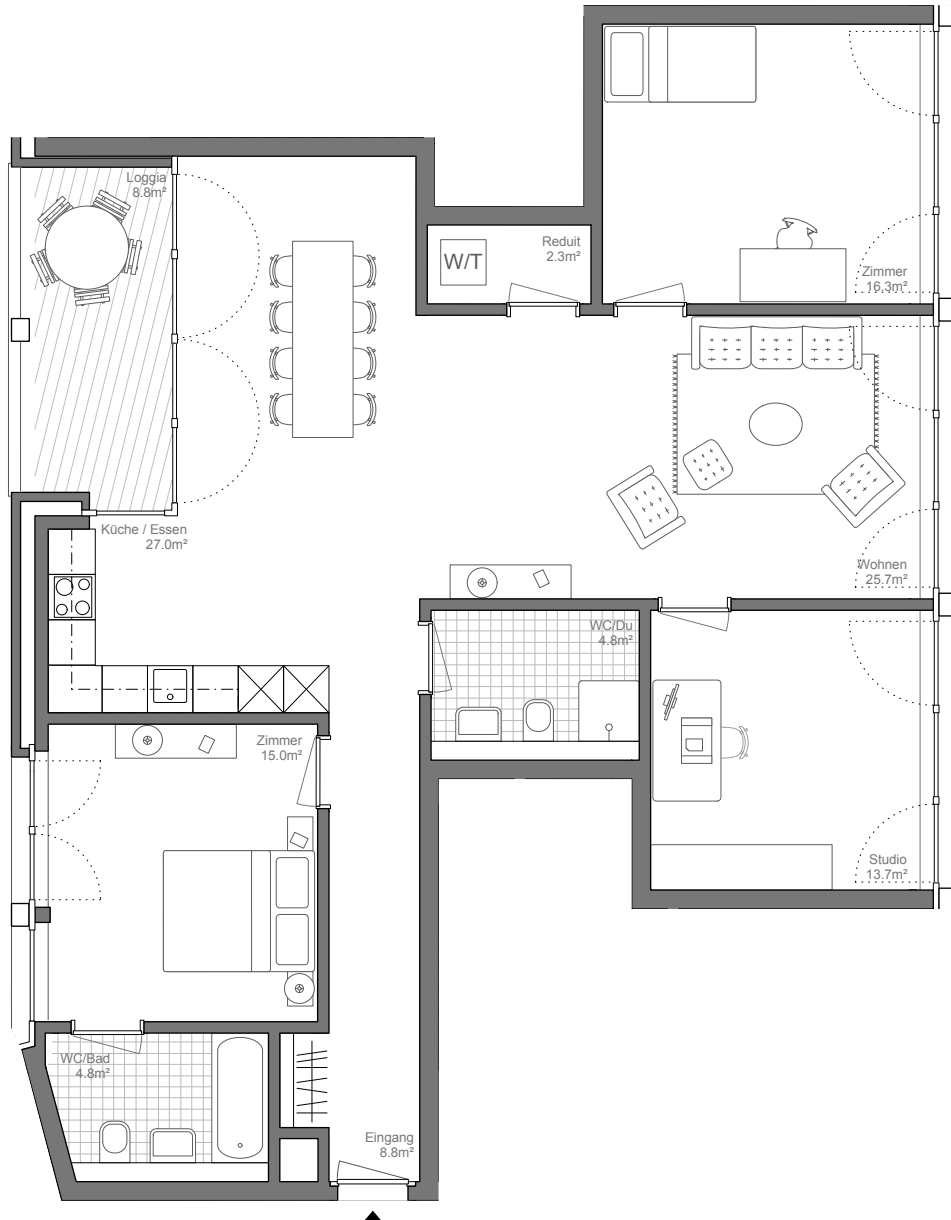 Loggia
8.8m²
W/T
Reduit
2.3m²
Zimmer
16.3m²
Küche / Essen
27.0m²
Wohnen
25.7m²
WC/Du
4.8m²
Zimmer
15.0m²
Studio
13.7m²
WC/Bad
4.8m²
Eingang
8.8m²